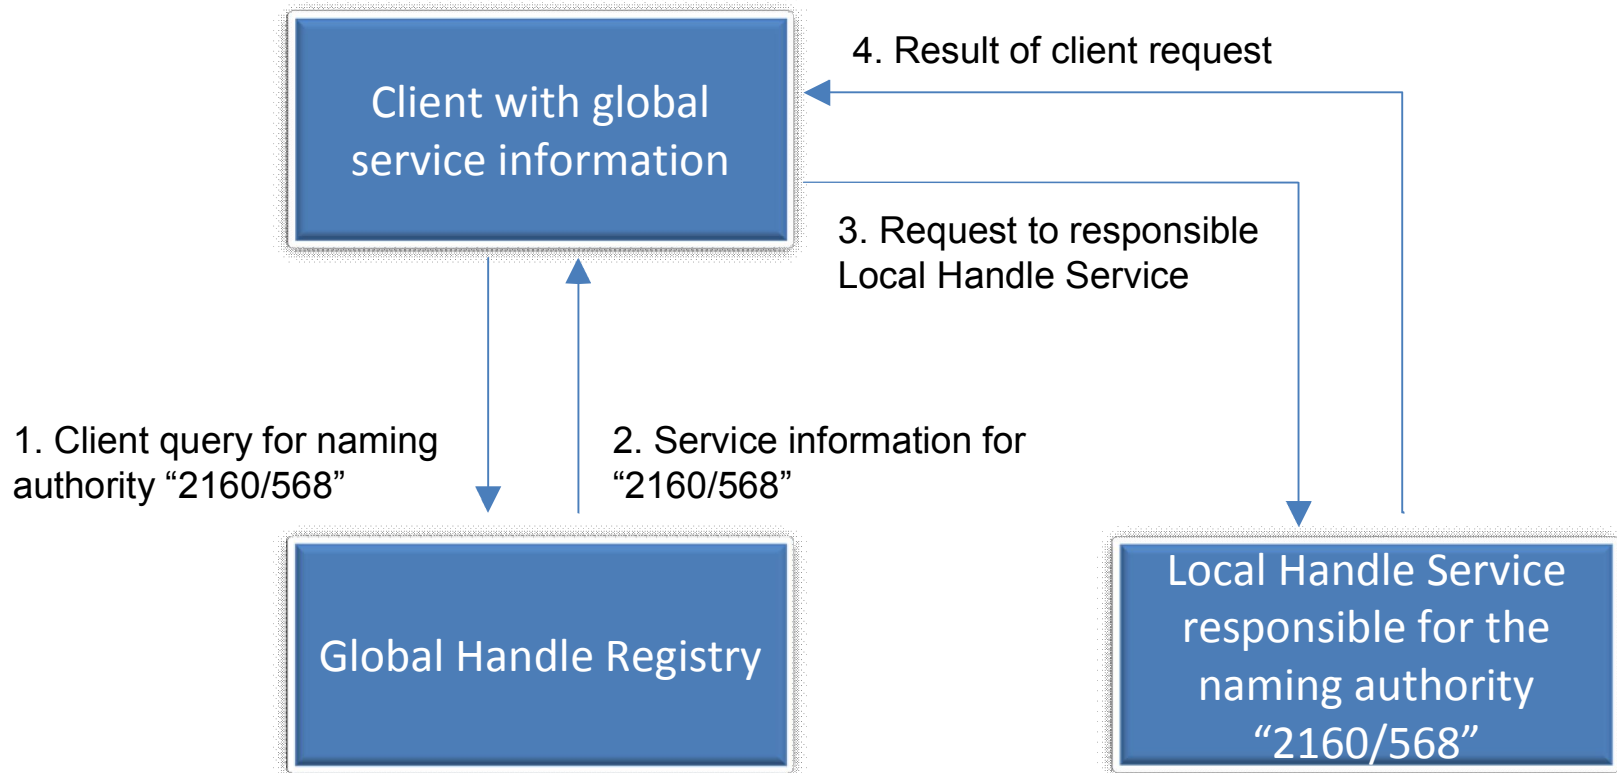 Client with global
service information
4. Result of client request
3. Request to responsible
Local Handle Service
1. Client query for naming
authority “2160/568”
2. Service information for
“2160/568”
Global Handle Registry
Local Handle Service
responsible for the
naming authority
“2160/568”